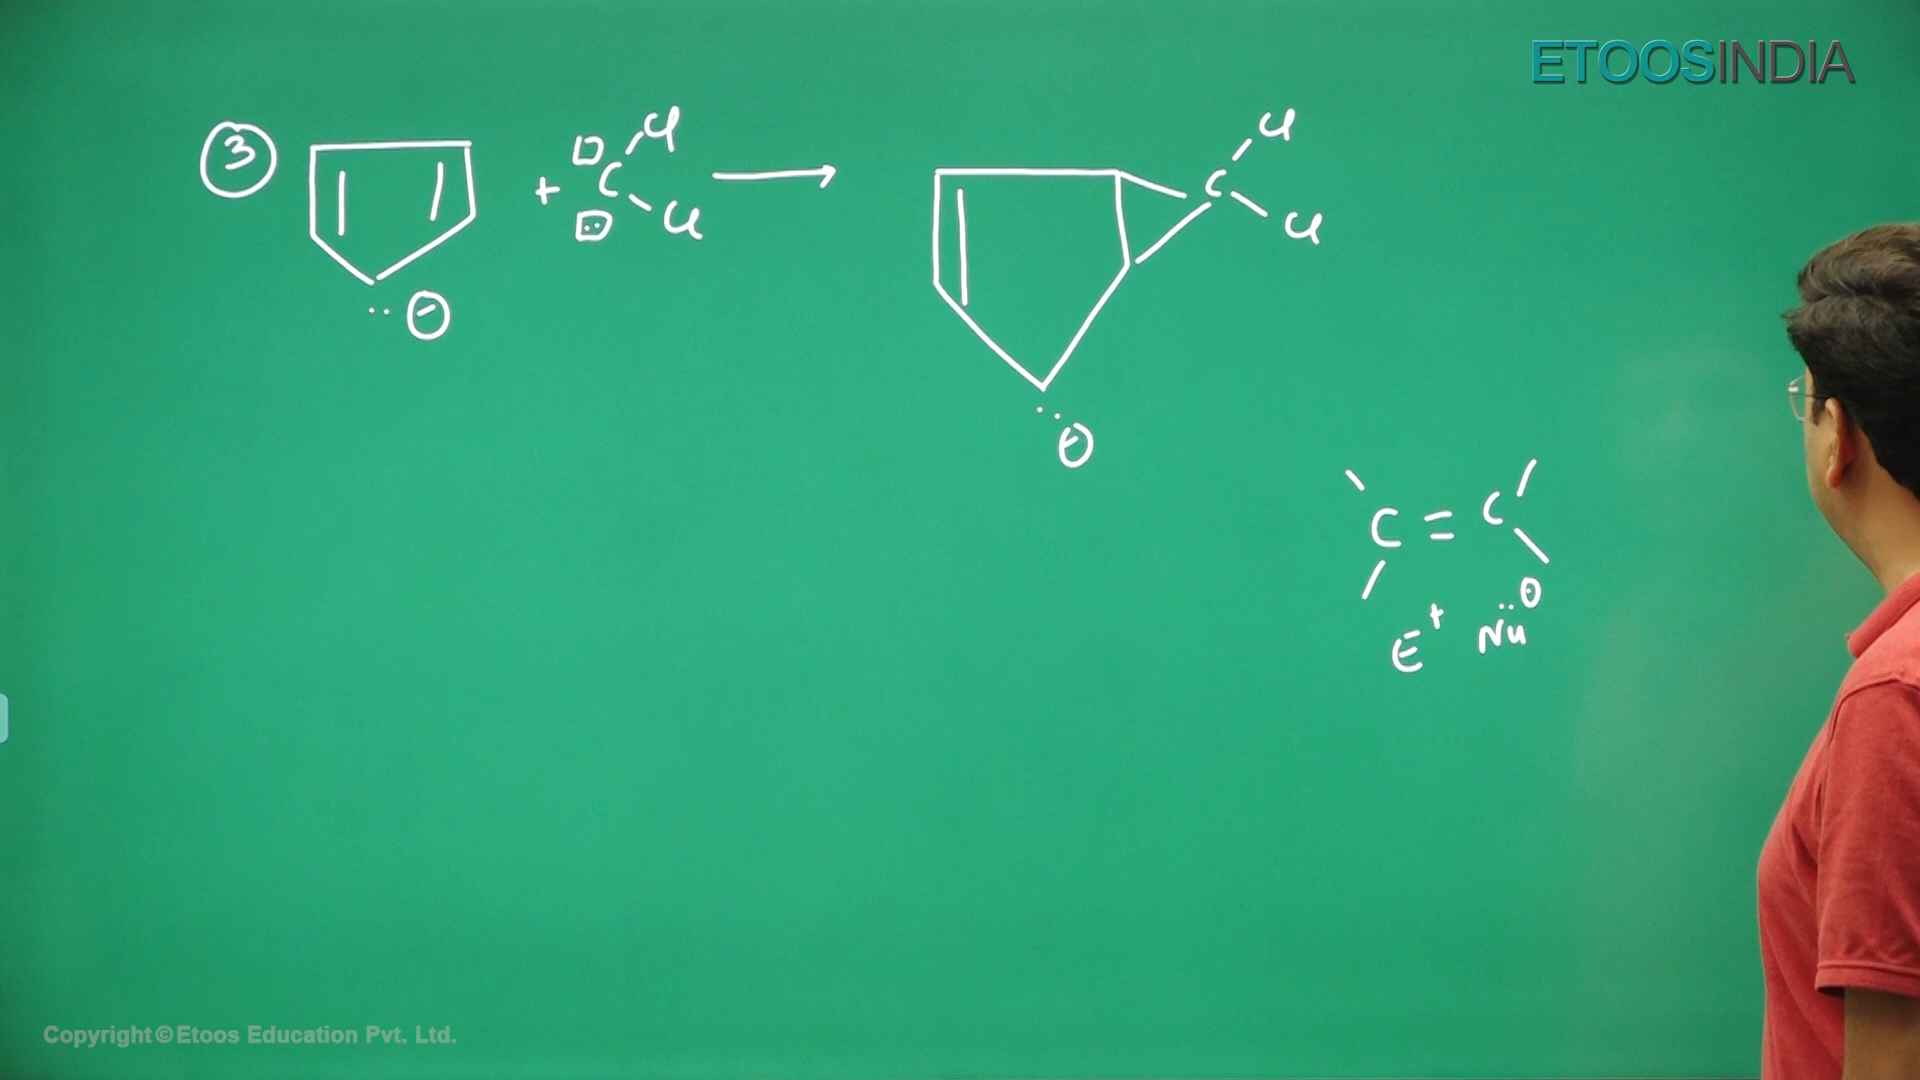 ETOOSINDIA
③ + C Cl Cl → C Cl Cl
⊖
⊖
C = C
E⁺ Nu ⊖
Copyright © Etoos Education Pvt. Ltd.